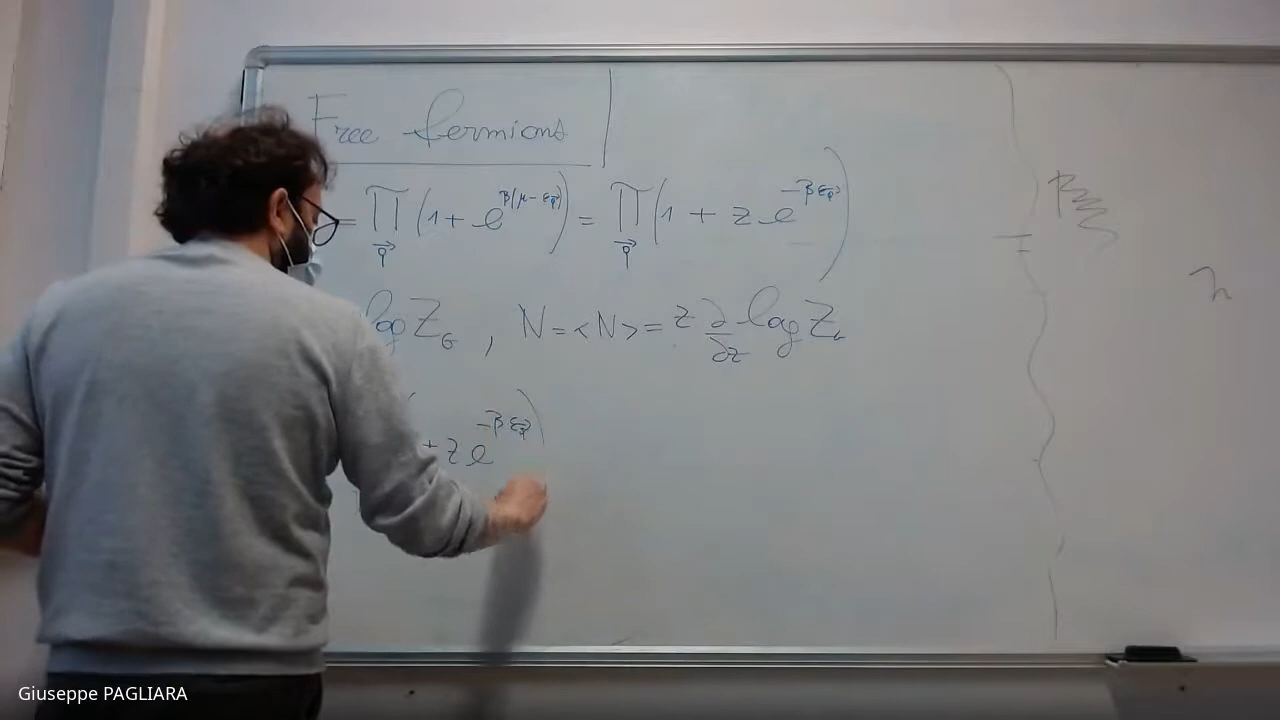 Free fermions
= ∏_q⃗ (1 + e^{β(μ-ε_q⃗)}) = ∏_q⃗ (1 + z e^{-βε_q⃗})
log Z_G , N = <N> = z ∂/∂z log Z_G
+ z e^{-βε_q⃗})
Giuseppe PAGLIARA